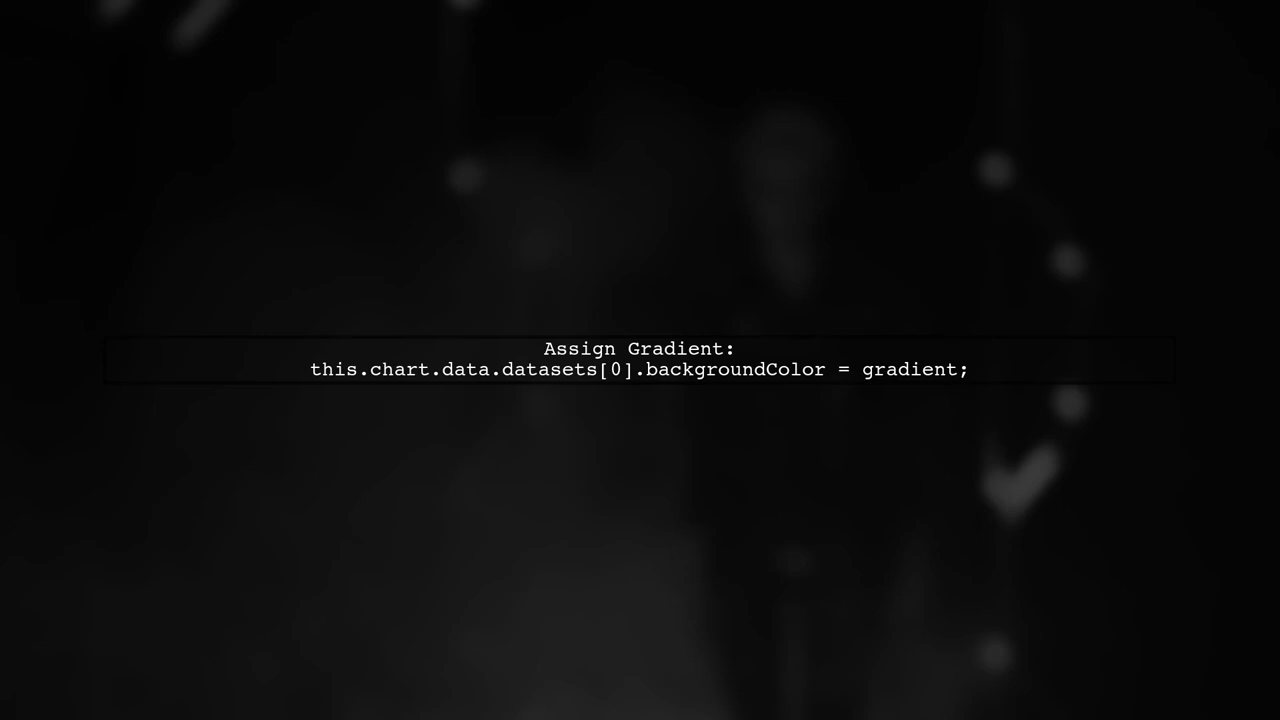 Assign Gradient:
this.chart.data.datasets[0].backgroundColor = gradient;